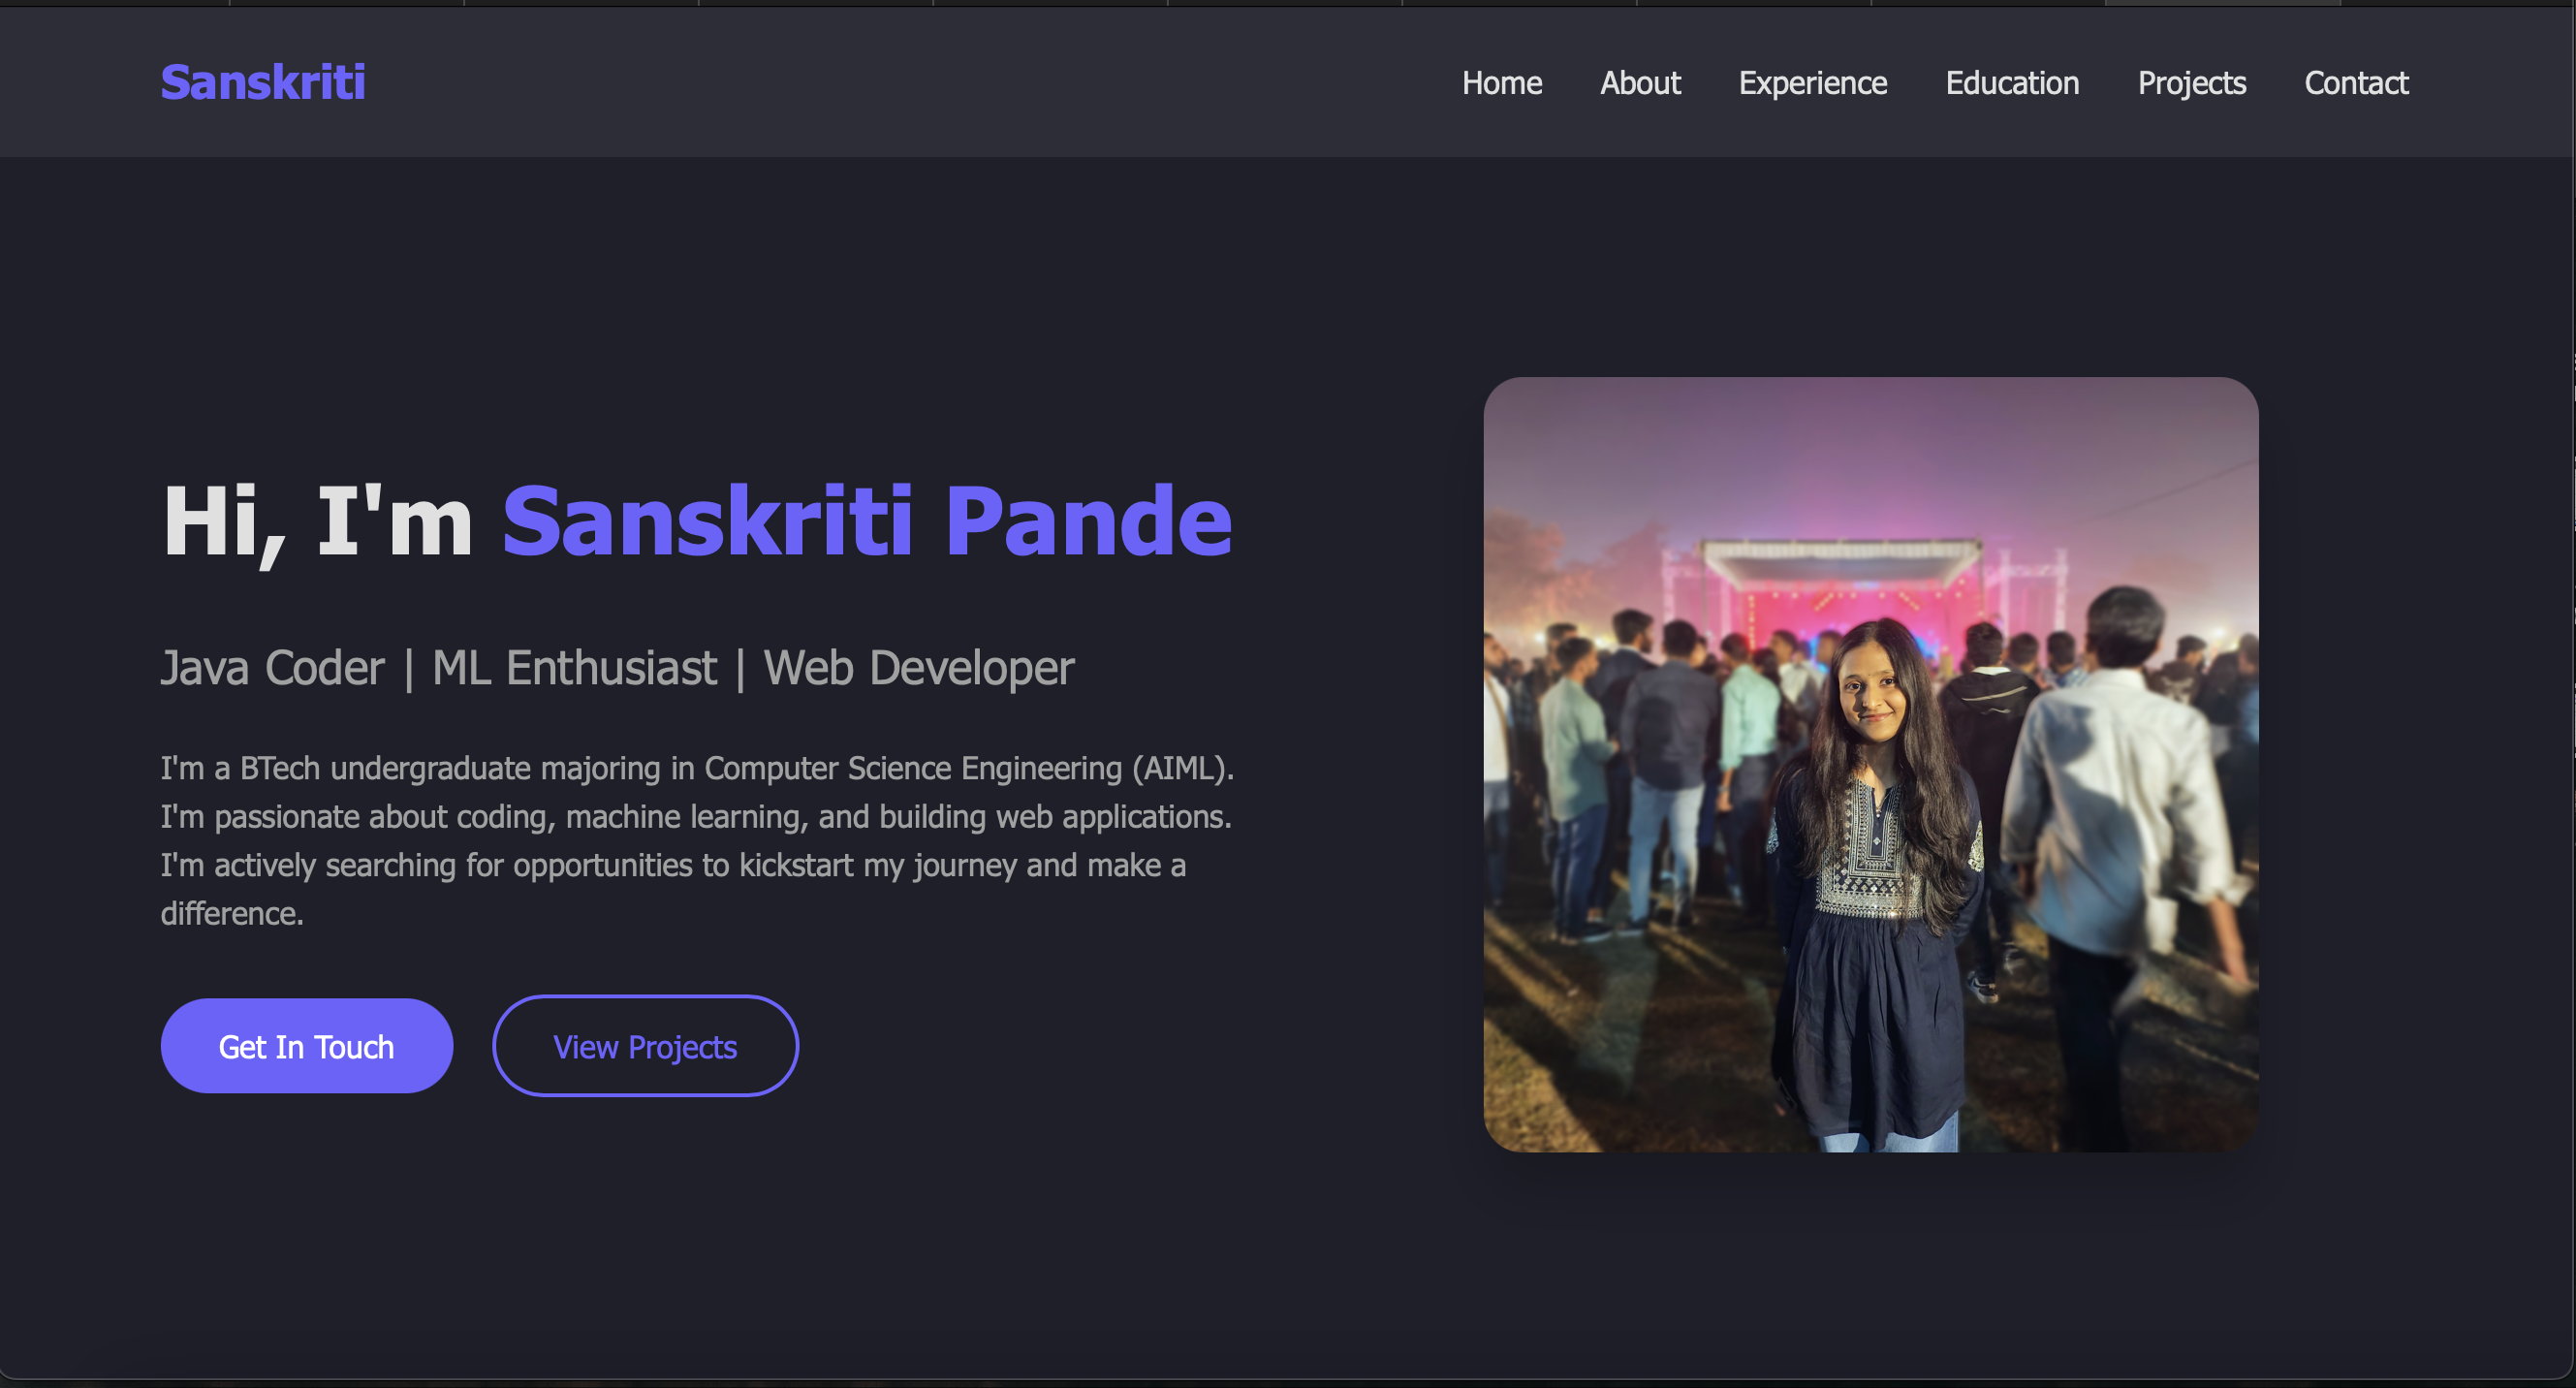 Sanskriti
Home About Experience Education Projects Contact
Hi, I'm Sanskriti Pande
Java Coder | ML Enthusiast | Web Developer
I'm a BTech undergraduate majoring in Computer Science Engineering (AIML).
I'm passionate about coding, machine learning, and building web applications.
I'm actively searching for opportunities to kickstart my journey and make a
difference.
Get In Touch View Projects